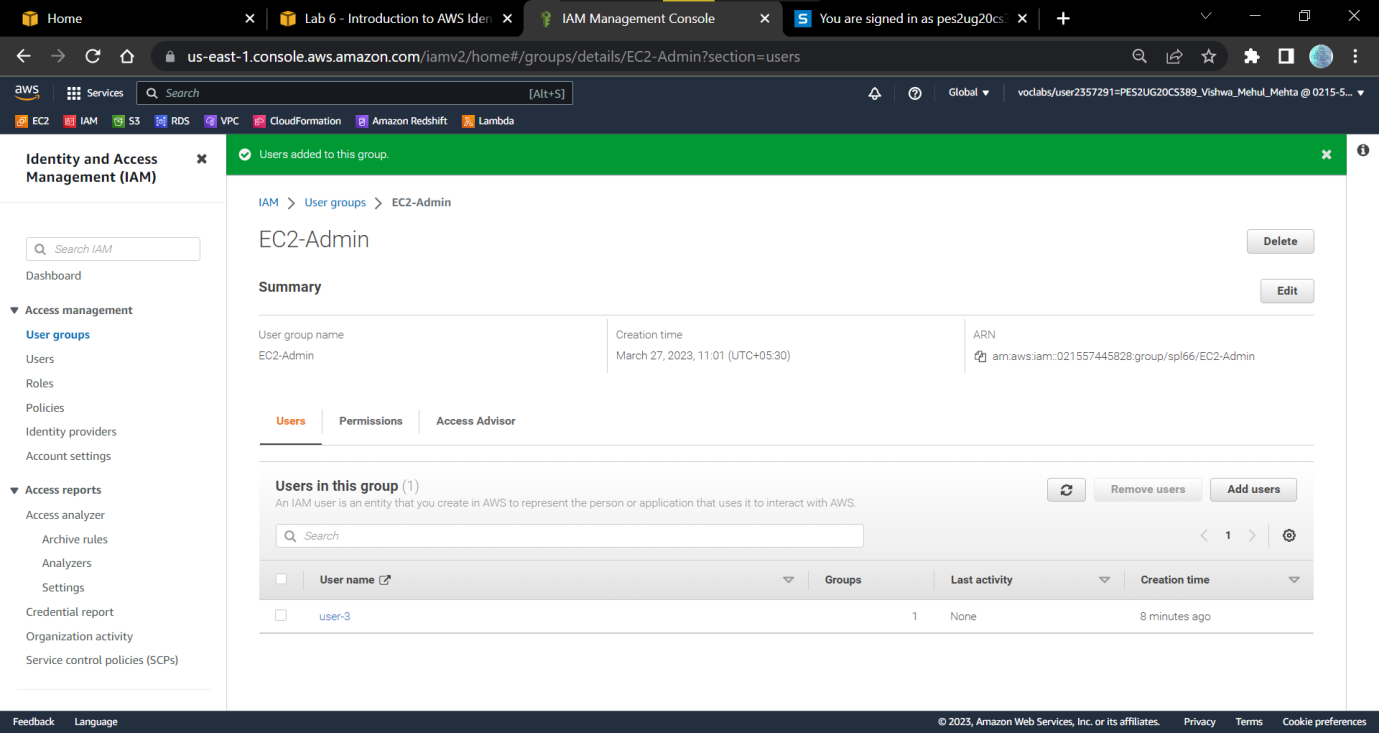 Home
Lab 6 - Introduction to AWS Iden
IAM Management Console
You are signed in as pes2ug20cs3
us-east-1.console.aws.amazon.com/iamv2/home#/groups/details/EC2-Admin?section=users
aws
Services
Search
[Alt+S]
Global
voclabs/user2357291=PES2UG20CS389_Vishwa_Mehul_Mehta @ 0215-5...
EC2
IAM
S3
RDS
VPC
CloudFormation
Amazon Redshift
Lambda
Identity and Access
Management (IAM)
Search IAM
Dashboard
Access management
User groups
Users
Roles
Policies
Identity providers
Account settings
Access reports
Access analyzer
Archive rules
Analyzers
Settings
Credential report
Organization activity
Service control policies (SCPs)
Users added to this group.
IAM > User groups > EC2-Admin
EC2-Admin
Delete
Summary
Edit
User group name
EC2-Admin
Creation time
March 27, 2023, 11:01 (UTC+05:30)
ARN
arn:aws:iam::021557445828:group/spl66/EC2-Admin
Users
Permissions
Access Advisor
Users in this group (1)
An IAM user is an entity that you create in AWS to represent the person or application that uses it to interact with AWS.
Remove users
Add users
Search
1
User name
Groups
Last activity
Creation time
user-3
1
None
8 minutes ago
Feedback
Language
© 2023, Amazon Web Services, Inc. or its affiliates.
Privacy
Terms
Cookie preferences